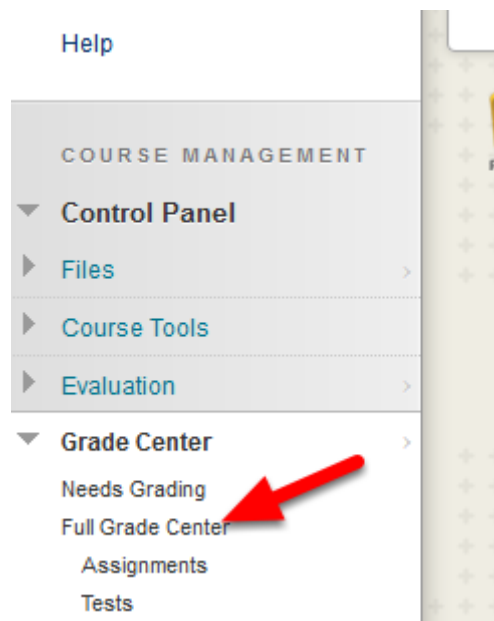 Help
COURSE MANAGEMENT
Control Panel
Files
Course Tools
Evaluation
Grade Center
Needs Grading
Full Grade Center
Assignments
Tests